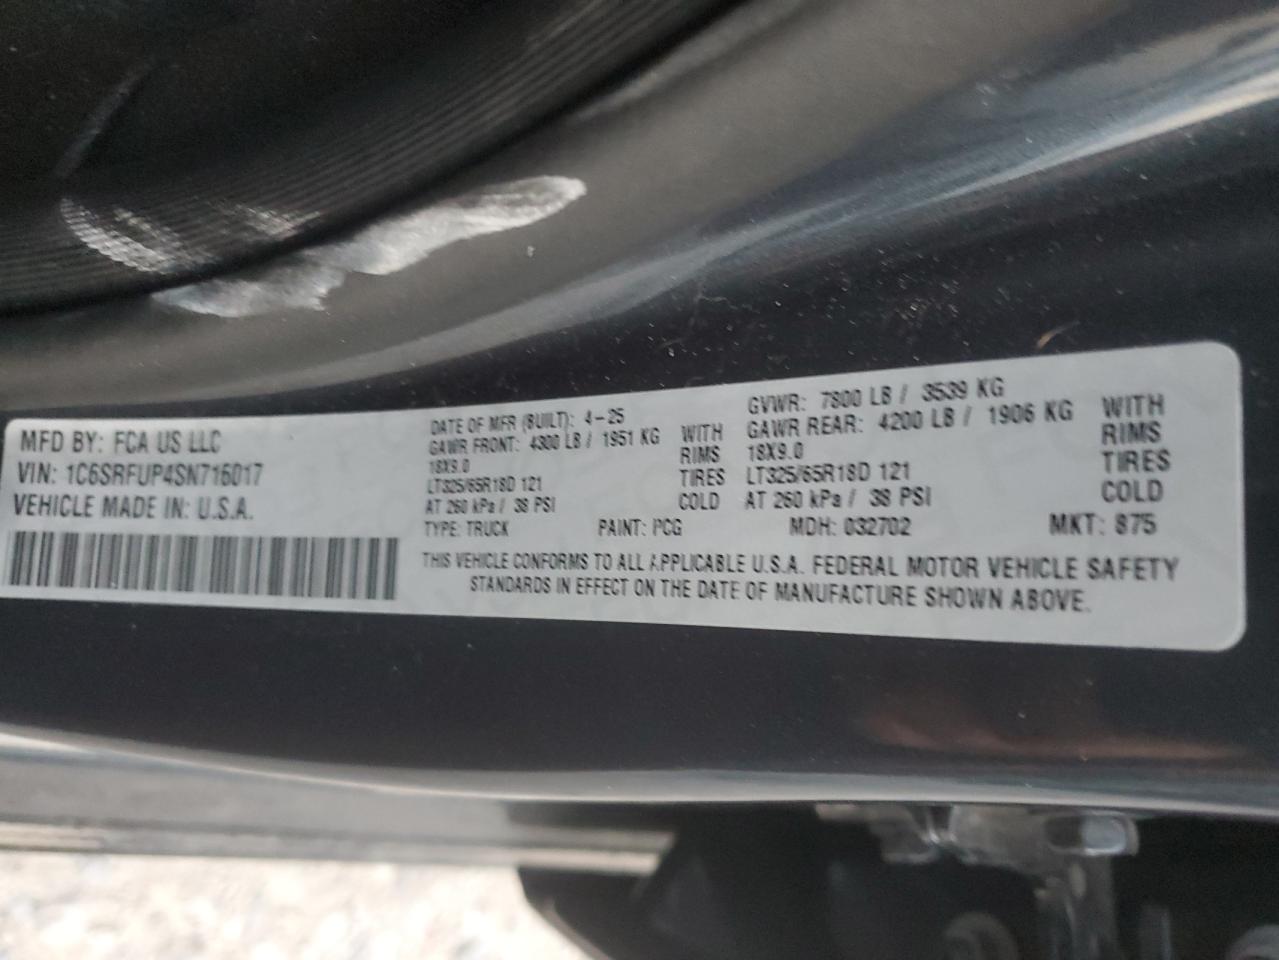 MFD BY: FCA US LLC
VIN: 1C6SRFUP4SN716017
VEHICLE MADE IN: U.S.A.
DATE OF MFR (BUILT): 4-25
GAWR FRONT: 4300 LB / 1951 KG WITH
18X9.0 RIMS
LT325/65R18D 121 TIRES
AT 260 kPa / 38 PSI COLD
GVWR: 7800 LB / 3539 KG
GAWR REAR: 4200 LB / 1906 KG WITH
18X9.0 RIMS
LT325/65R18D 121 TIRES
AT 260 kPa / 38 PSI COLD
TYPE: TRUCK PAINT: PCG MDH: 032702 MKT: 875
THIS VEHICLE CONFORMS TO ALL APPLICABLE U.S.A. FEDERAL MOTOR VEHICLE SAFETY
STANDARDS IN EFFECT ON THE DATE OF MANUFACTURE SHOWN ABOVE.